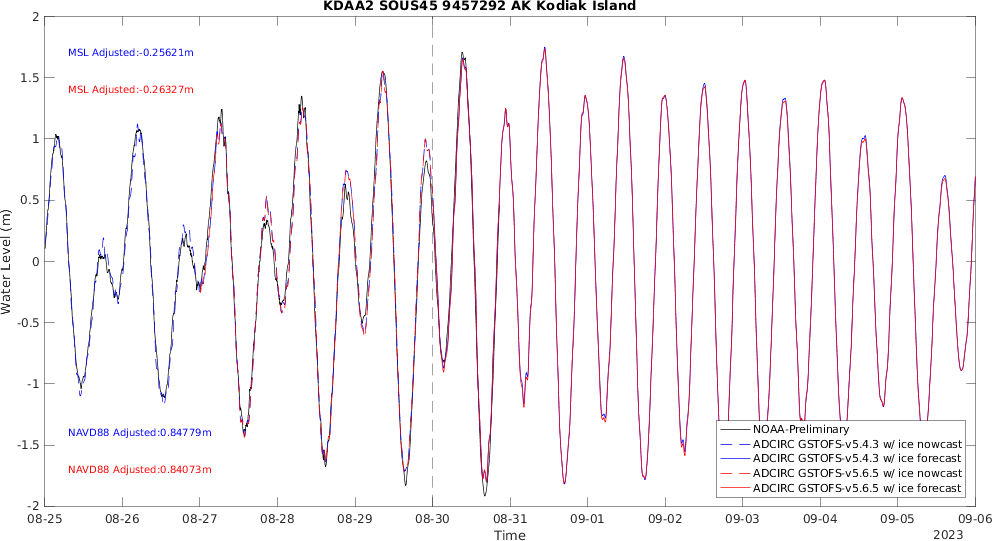 KDAA2 SOUS45 9457292 AK Kodiak Island
2
1.5
1
0.5
0
-0.5
-1
-1.5
-2
Water Level (m)
MSL Adjusted:-0.25621m
MSL Adjusted:-0.26327m
NAVD88 Adjusted:0.84779m
NAVD88 Adjusted:0.84073m
NOAA-Preliminary
ADCIRC GSTOFS-v5.4.3 w/ ice nowcast
ADCIRC GSTOFS-v5.4.3 w/ ice forecast
ADCIRC GSTOFS-v5.6.5 w/ ice nowcast
ADCIRC GSTOFS-v5.6.5 w/ ice forecast
08-25 08-26 08-27 08-28 08-29 08-30 08-31 09-01 09-02 09-03 09-04 09-05 09-06
Time
2023